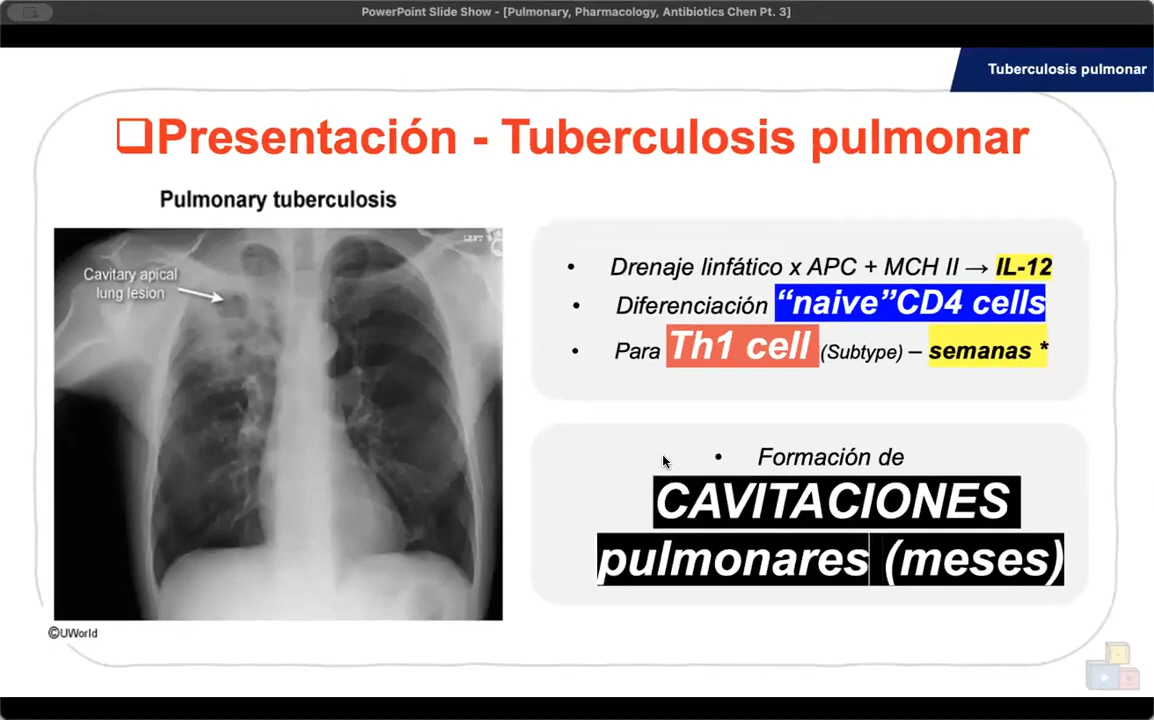 PowerPoint Slide Show - [Pulmonary, Pharmacology, Antibiotics Chen Pt. 3]
Tuberculosis pulmonar
❑Presentación - Tuberculosis pulmonar
Pulmonary tuberculosis
LEFT
Cavitary apical
lung lesion
• Drenaje linfático x APC + MCH II → IL-12
• Diferenciación “naive”CD4 cells
• Para Th1 cell (Subtype) – semanas *
• Formación de
CAVITACIONES
pulmonares (meses)
©UWorld